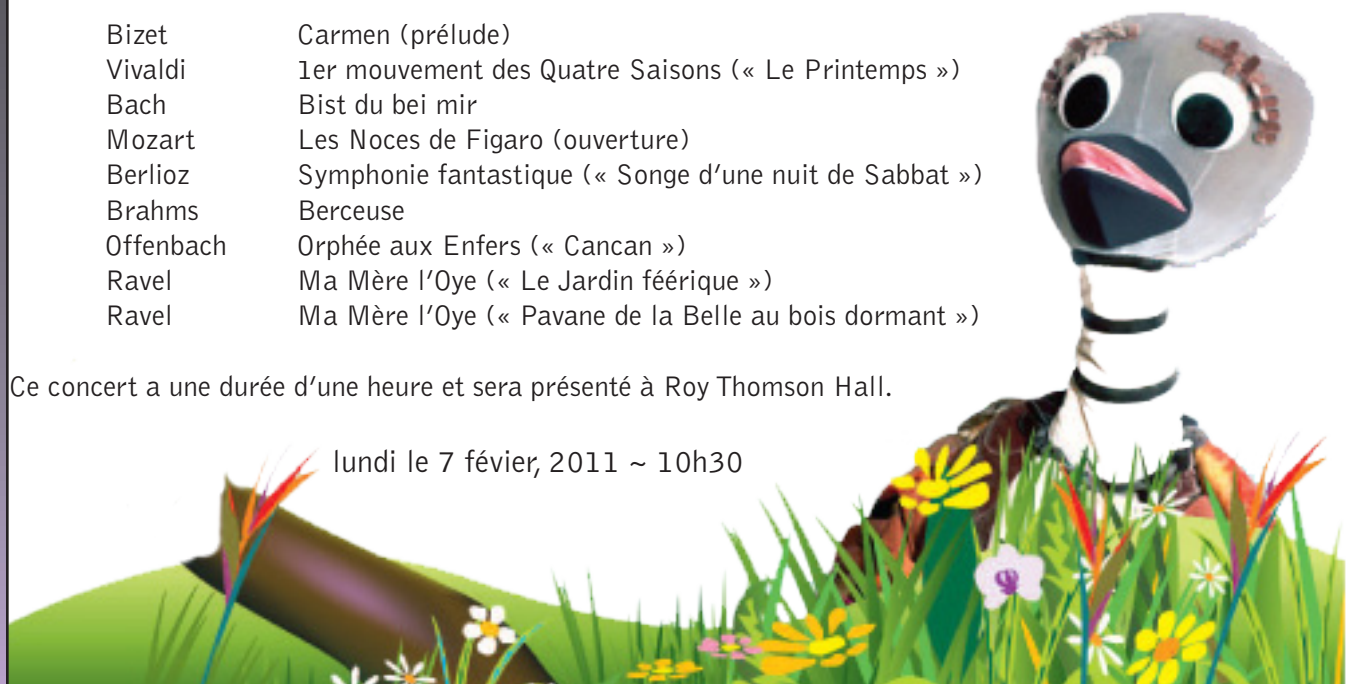 Bizet Carmen (prélude)
Vivaldi 1er mouvement des Quatre Saisons (« Le Printemps »)
Bach Bist du bei mir
Mozart Les Noces de Figaro (ouverture)
Berlioz Symphonie fantastique (« Songe d’une nuit de Sabbat »)
Brahms Berceuse
Offenbach Orphée aux Enfers (« Cancan »)
Ravel Ma Mère l’Oye (« Le Jardin féérique »)
Ravel Ma Mère l’Oye (« Pavane de la Belle au bois dormant »)
Ce concert a une durée d’une heure et sera présenté à Roy Thomson Hall.
lundi le 7 févier, 2011 ~ 10h30